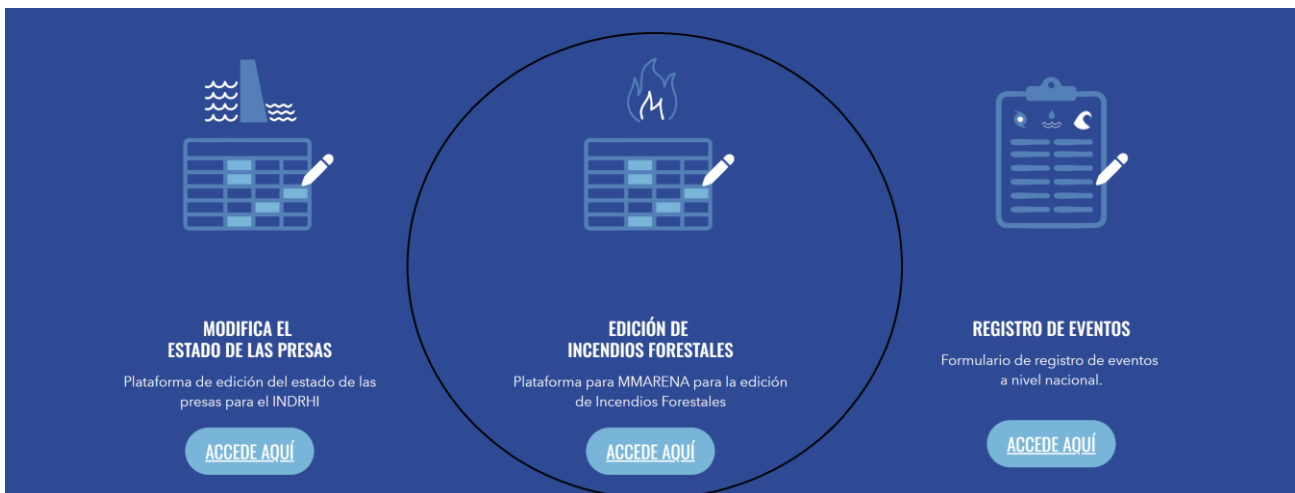 MODIFICA EL
ESTADO DE LAS PRESAS
Plataforma de edición del estado de las
presas para el INDRHI
ACCEDE AQUÍ
EDICIÓN DE
INCENDIOS FORESTALES
Plataforma para MMARENA para la edición
de Incendios Forestales
ACCEDE AQUÍ
REGISTRO DE EVENTOS
Formulario de registro de eventos
a nivel nacional.
ACCEDE AQUÍ